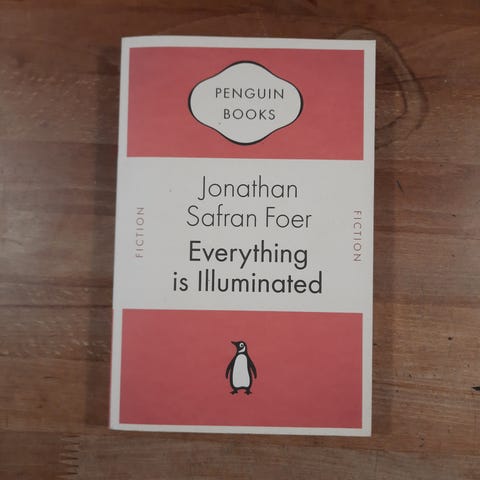 PENGUIN
BOOKS
Jonathan
Safran Foer
Everything
is Illuminated
FICTION
FICTION